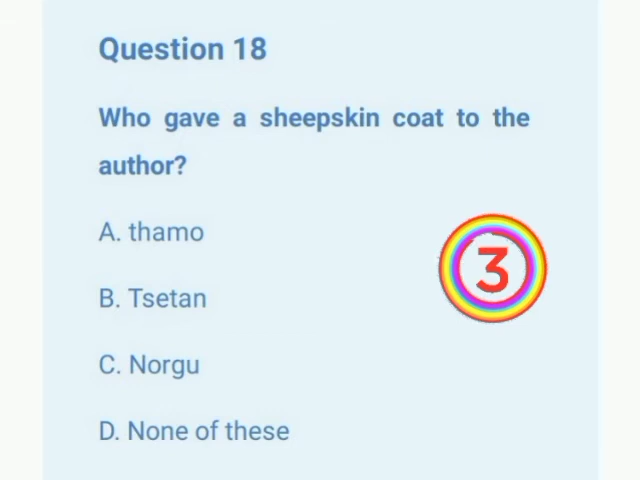 Question 18
Who gave a sheepskin coat to the
author?
A. thamo
B. Tsetan
3
C. Norgu
D. None of these